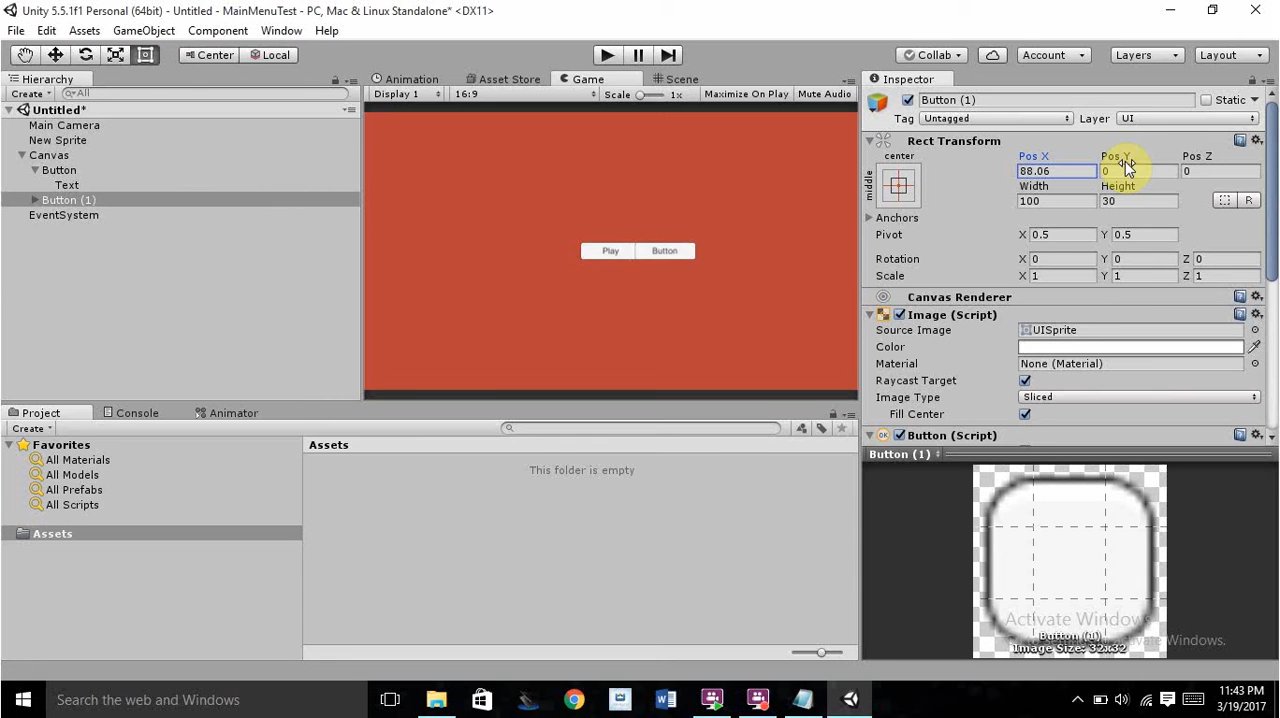 Unity 5.5.1f1 Personal (64bit) - Untitled - MainMenuTest - PC, Mac & Linux Standalone* <DX11>
File Edit Assets GameObject Component Window Help
Center Local Collab Account Layers Layout
Hierarchy
Create All
Untitled*
Main Camera
New Sprite
Canvas
Button
Text
Button (1)
EventSystem
Animation Asset Store Game Scene
Display 1 16:9 Scale 1x Maximize On Play Mute Audio
Play Button
Inspector
Button (1) Static
Tag Untagged Layer UI
Rect Transform
center Pos X Pos Y Pos Z
middle 88.06 0 0
Width Height
100 30 R
Anchors
Pivot X 0.5 Y 0.5
Rotation X 0 Y 0 Z 0
Scale X 1 Y 1 Z 1
Canvas Renderer
Image (Script)
Source Image UISprite
Color
Material None (Material)
Raycast Target
Image Type Sliced
Fill Center
OK Button (Script)
Button (1)
Button (1)
Image Size: 32x32
Activate Windows
Project Console Animator
Create
Favorites
All Materials
All Models
All Prefabs
All Scripts
Assets
Assets
This folder is empty
Search the web and Windows
11:43 PM
3/19/2017